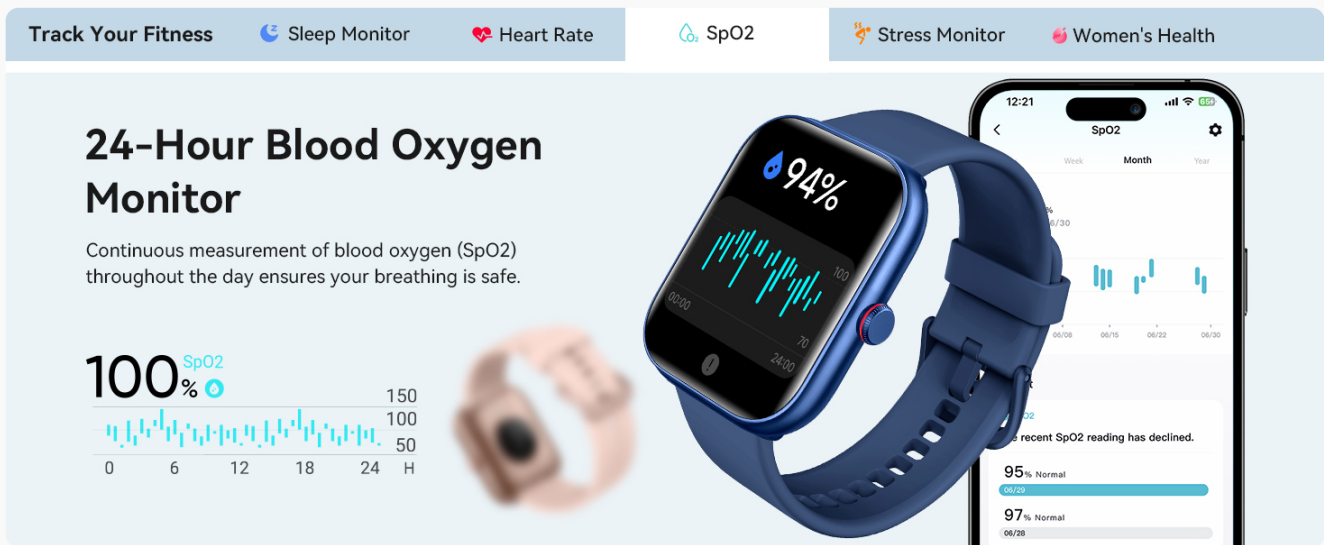 Track Your Fitness
Sleep Monitor
Heart Rate
O₂
SpO2
Stress Monitor
Women's Health
24-Hour Blood Oxygen
Monitor
Continuous measurement of blood oxygen (SpO2)
throughout the day ensures your breathing is safe.
100% SpO2
150
100
50
0 6 12 18 24 H
94%
100
70
00:00
24:00
12:21
65
SpO2
Week Month Year
%
6/30
06/08 06/15 06/22 06/30
O2
recent SpO2 reading has declined.
95% Normal
06/29
97% Normal
06/28